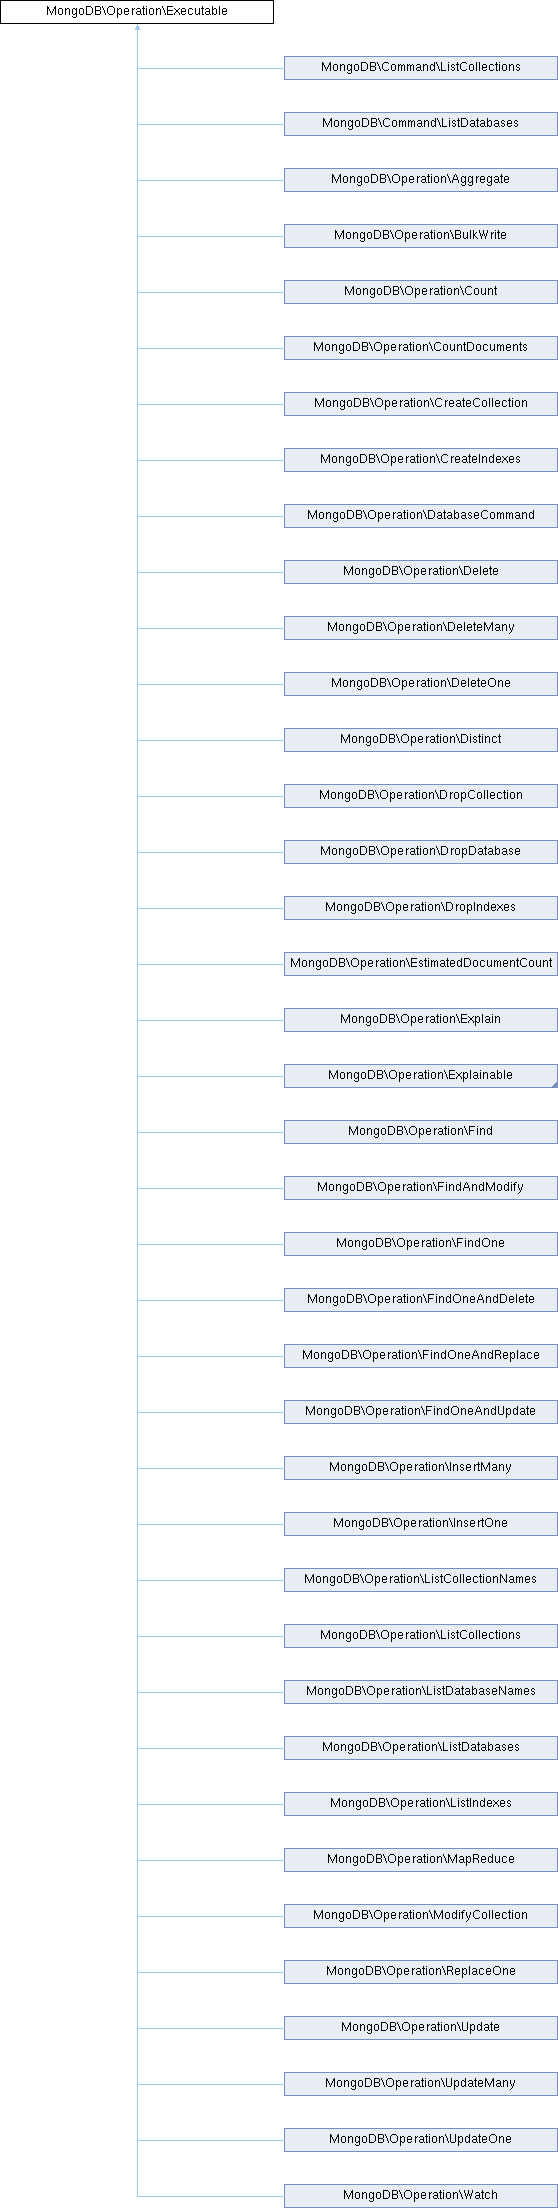 MongoDB\Operation\Executable
MongoDB\Command\ListCollections
MongoDB\Command\ListDatabases
MongoDB\Operation\Aggregate
MongoDB\Operation\BulkWrite
MongoDB\Operation\Count
MongoDB\Operation\CountDocuments
MongoDB\Operation\CreateCollection
MongoDB\Operation\CreateIndexes
MongoDB\Operation\DatabaseCommand
MongoDB\Operation\Delete
MongoDB\Operation\DeleteMany
MongoDB\Operation\DeleteOne
MongoDB\Operation\Distinct
MongoDB\Operation\DropCollection
MongoDB\Operation\DropDatabase
MongoDB\Operation\DropIndexes
MongoDB\Operation\EstimatedDocumentCount
MongoDB\Operation\Explain
MongoDB\Operation\Explainable
MongoDB\Operation\Find
MongoDB\Operation\FindAndModify
MongoDB\Operation\FindOne
MongoDB\Operation\FindOneAndDelete
MongoDB\Operation\FindOneAndReplace
MongoDB\Operation\FindOneAndUpdate
MongoDB\Operation\InsertMany
MongoDB\Operation\InsertOne
MongoDB\Operation\ListCollectionNames
MongoDB\Operation\ListCollections
MongoDB\Operation\ListDatabaseNames
MongoDB\Operation\ListDatabases
MongoDB\Operation\ListIndexes
MongoDB\Operation\MapReduce
MongoDB\Operation\ModifyCollection
MongoDB\Operation\ReplaceOne
MongoDB\Operation\Update
MongoDB\Operation\UpdateMany
MongoDB\Operation\UpdateOne
MongoDB\Operation\Watch